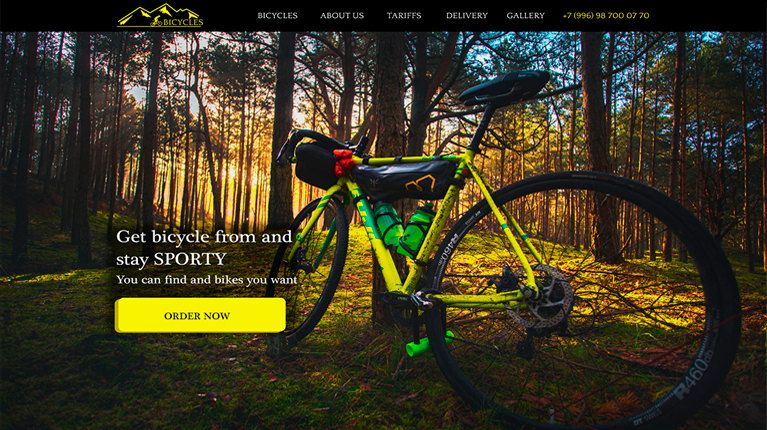 BICYCLES
BICYCLES ABOUT US TARIFFS DELIVERY GALLERY +7 (996) 98 700 07 70
Get bicycle from and
stay SPORTY
You can find and bikes you want
ORDER NOW
R460